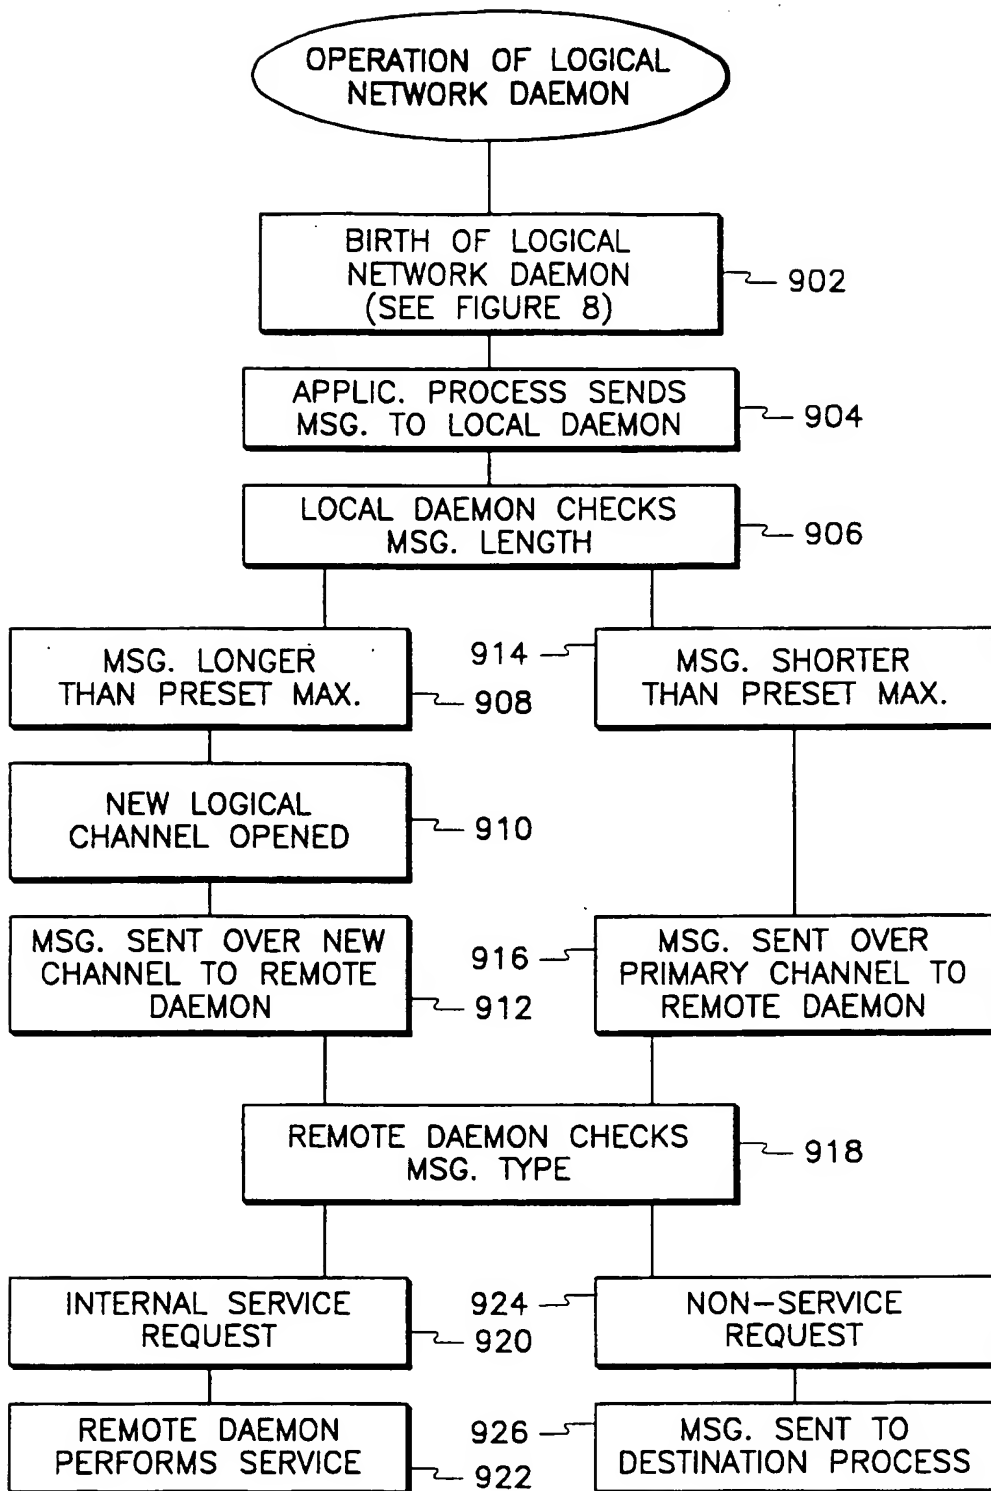 OPERATION OF LOGICAL
NETWORK DAEMON
BIRTH OF LOGICAL
NETWORK DAEMON
(SEE FIGURE 8)
902
APPLIC. PROCESS SENDS
MSG. TO LOCAL DAEMON
904
LOCAL DAEMON CHECKS
MSG. LENGTH
906
MSG. LONGER
THAN PRESET MAX.
908
914
MSG. SHORTER
THAN PRESET MAX.
NEW LOGICAL
CHANNEL OPENED
910
MSG. SENT OVER NEW
CHANNEL TO REMOTE
DAEMON
912
916
MSG. SENT OVER
PRIMARY CHANNEL TO
REMOTE DAEMON
REMOTE DAEMON CHECKS
MSG. TYPE
918
INTERNAL SERVICE
REQUEST
920
924
NON-SERVICE
REQUEST
REMOTE DAEMON
PERFORMS SERVICE
922
926
MSG. SENT TO
DESTINATION PROCESS